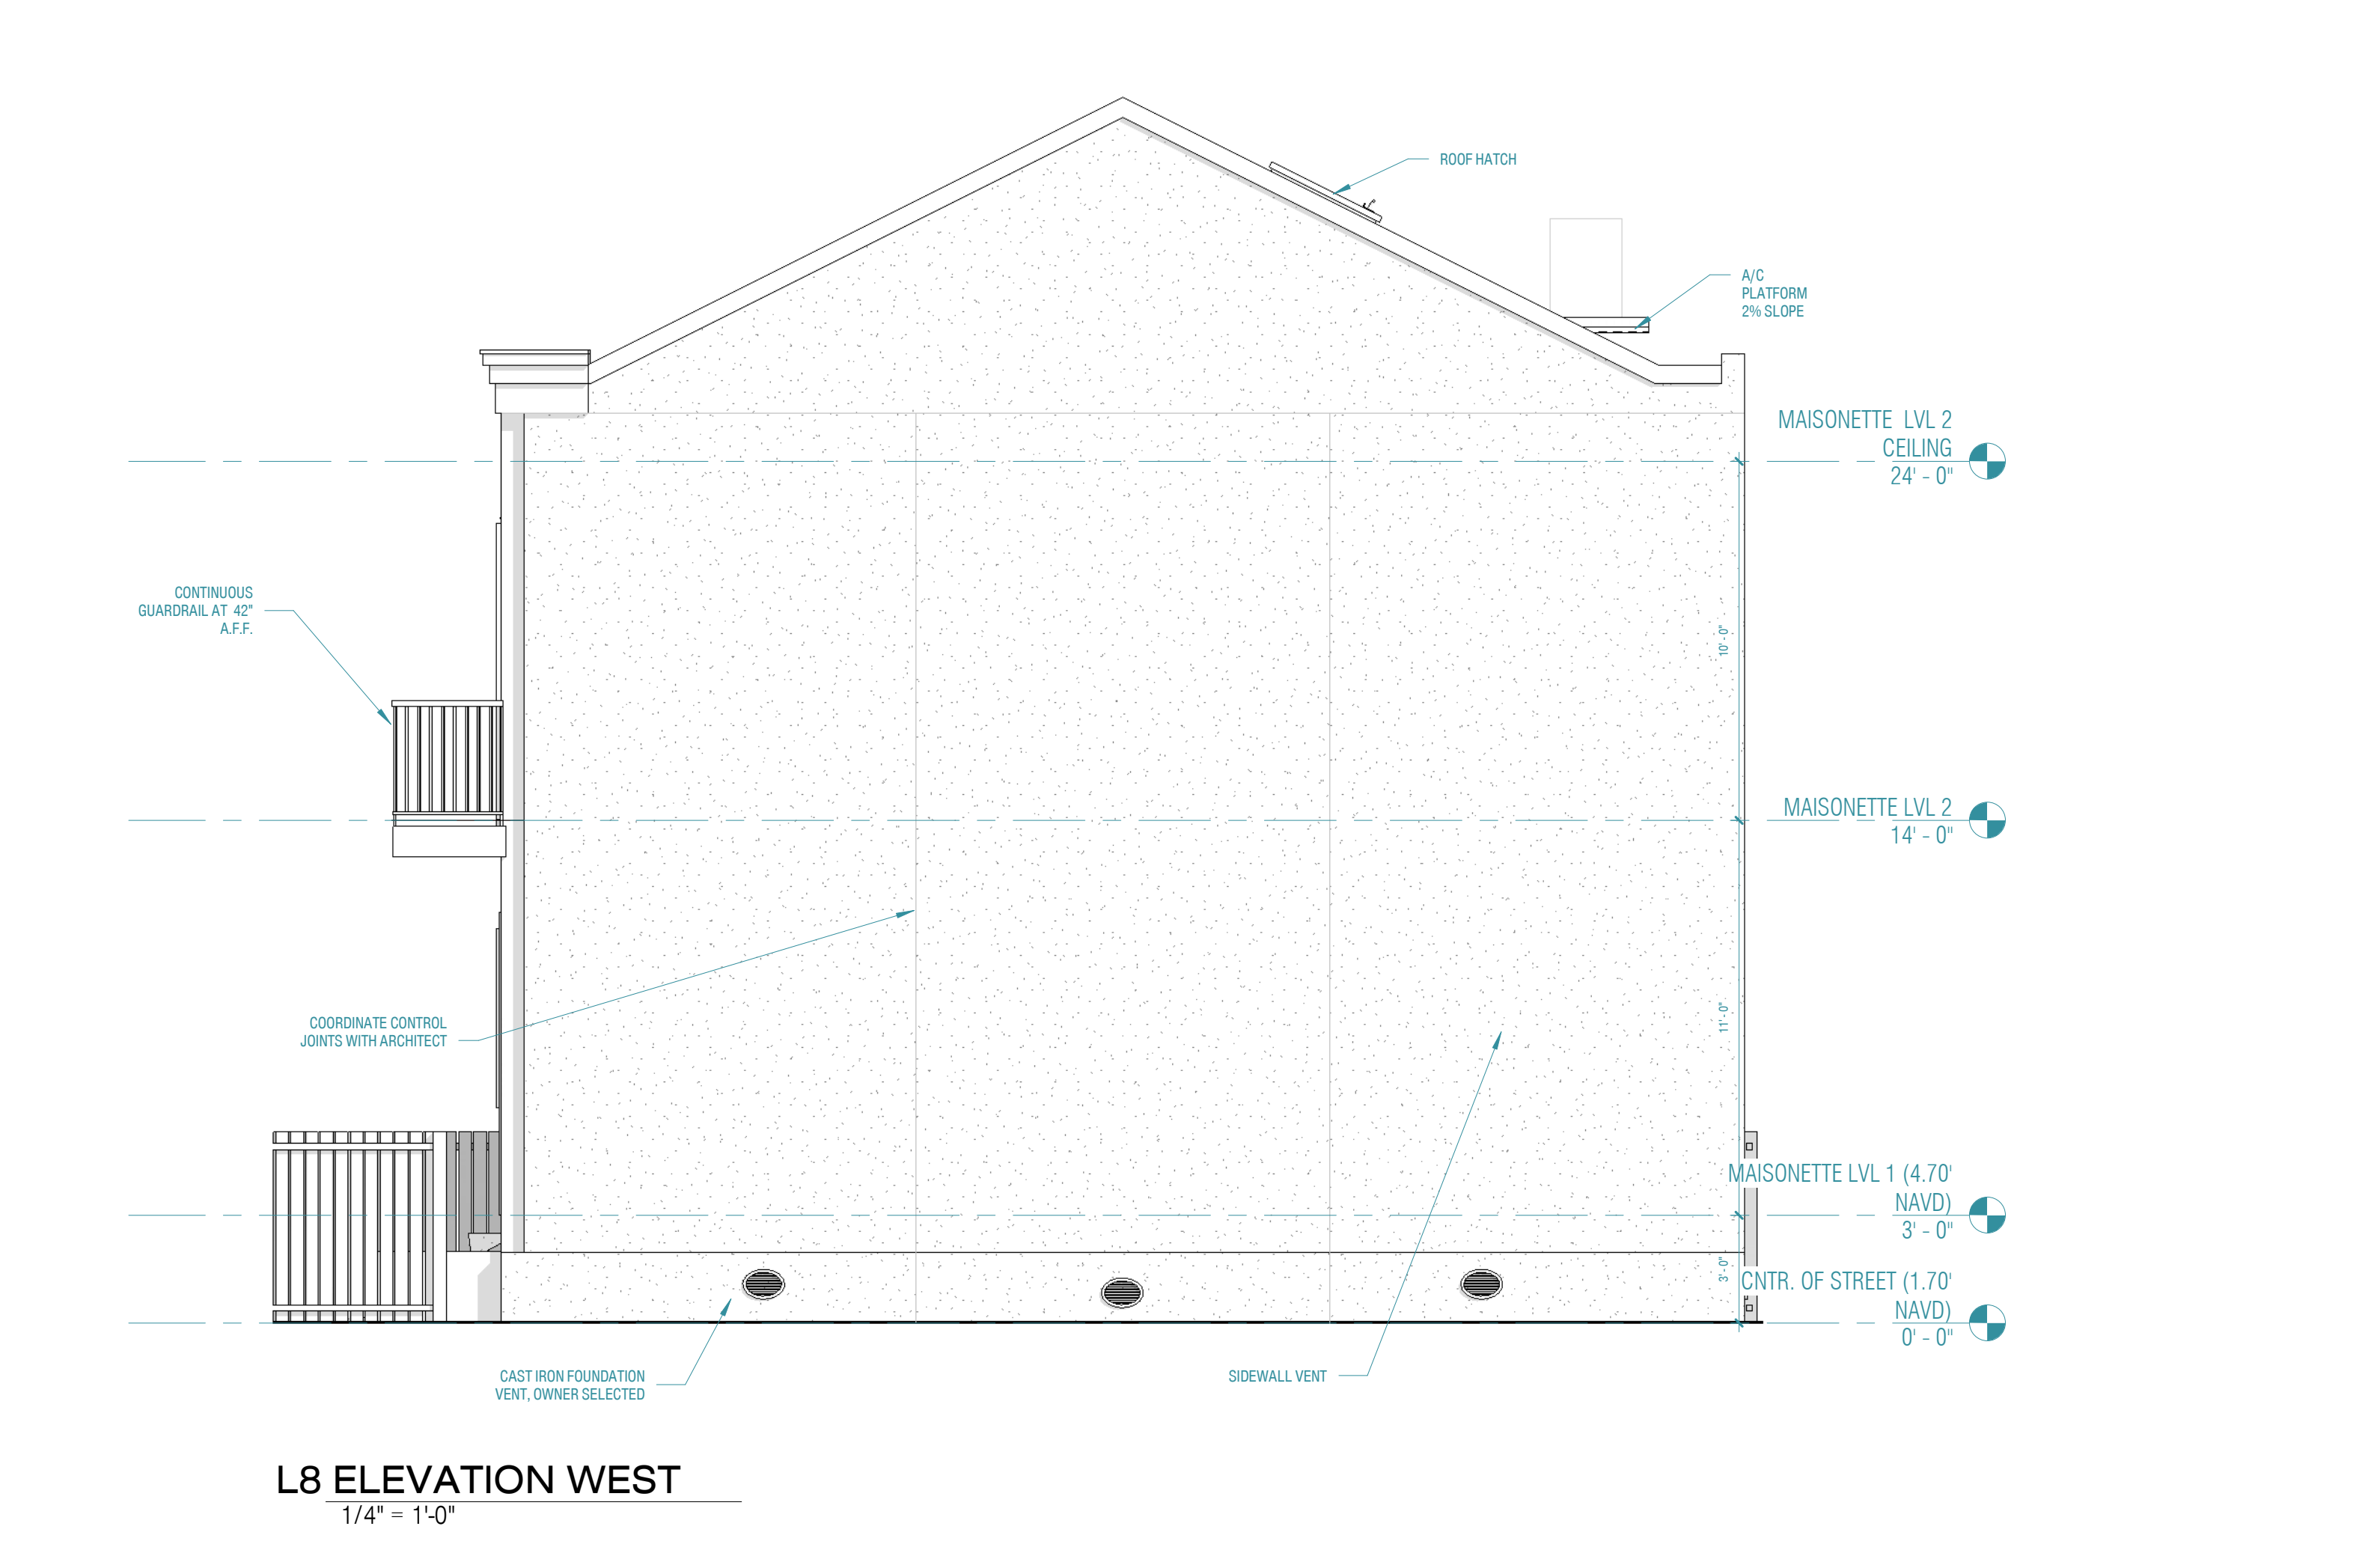 ROOF HATCH
A/C
PLATFORM
2% SLOPE
MAISONETTE  LVL 2
CEILING
24' - 0"
CONTINUOUS
GUARDRAIL AT  42"
A.F.F.
10' - 0"
MAISONETTE LVL 2
14' - 0"
COORDINATE CONTROL
JOINTS WITH ARCHITECT
11' - 0"
MAISONETTE LVL 1 (4.70'
NAVD)
3' - 0"
3' - 0"
CNTR. OF STREET (1.70'
NAVD)
0' - 0"
CAST IRON FOUNDATION
VENT, OWNER SELECTED
SIDEWALL VENT
L8 ELEVATION WEST
1/4" = 1'-0"